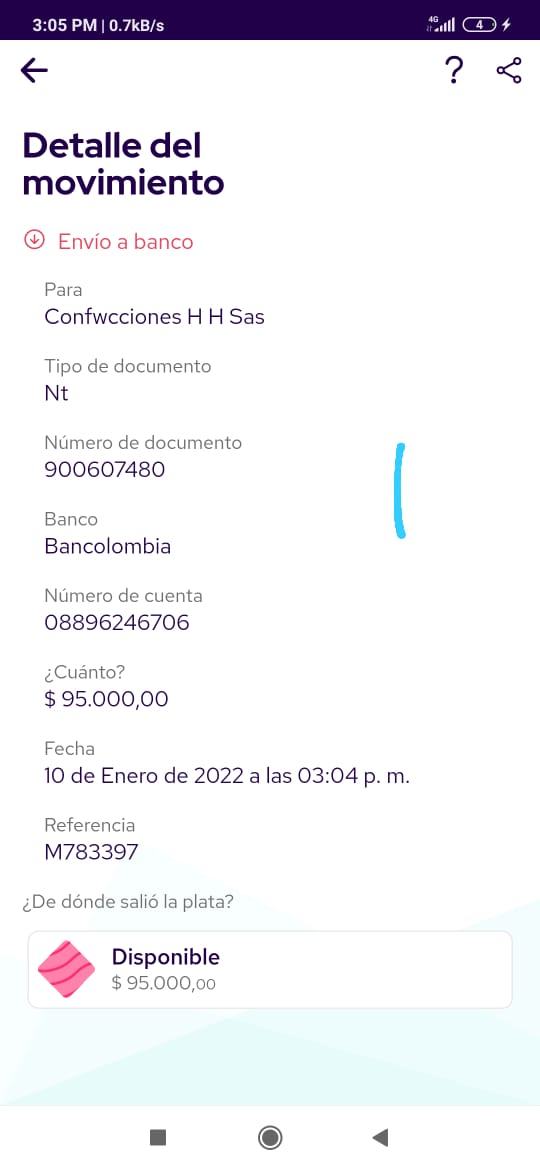 3:05 PM | 0.7kB/s
4G
4
?
Detalle del
movimiento
Envío a banco
Para
Confwcciones H H Sas
Tipo de documento
Nt
Número de documento
900607480
Banco
Bancolombia
Número de cuenta
08896246706
¿Cuánto?
$ 95.000,00
Fecha
10 de Enero de 2022 a las 03:04 p. m.
Referencia
M783397
¿De dónde salió la plata?
Disponible
$ 95.000,00